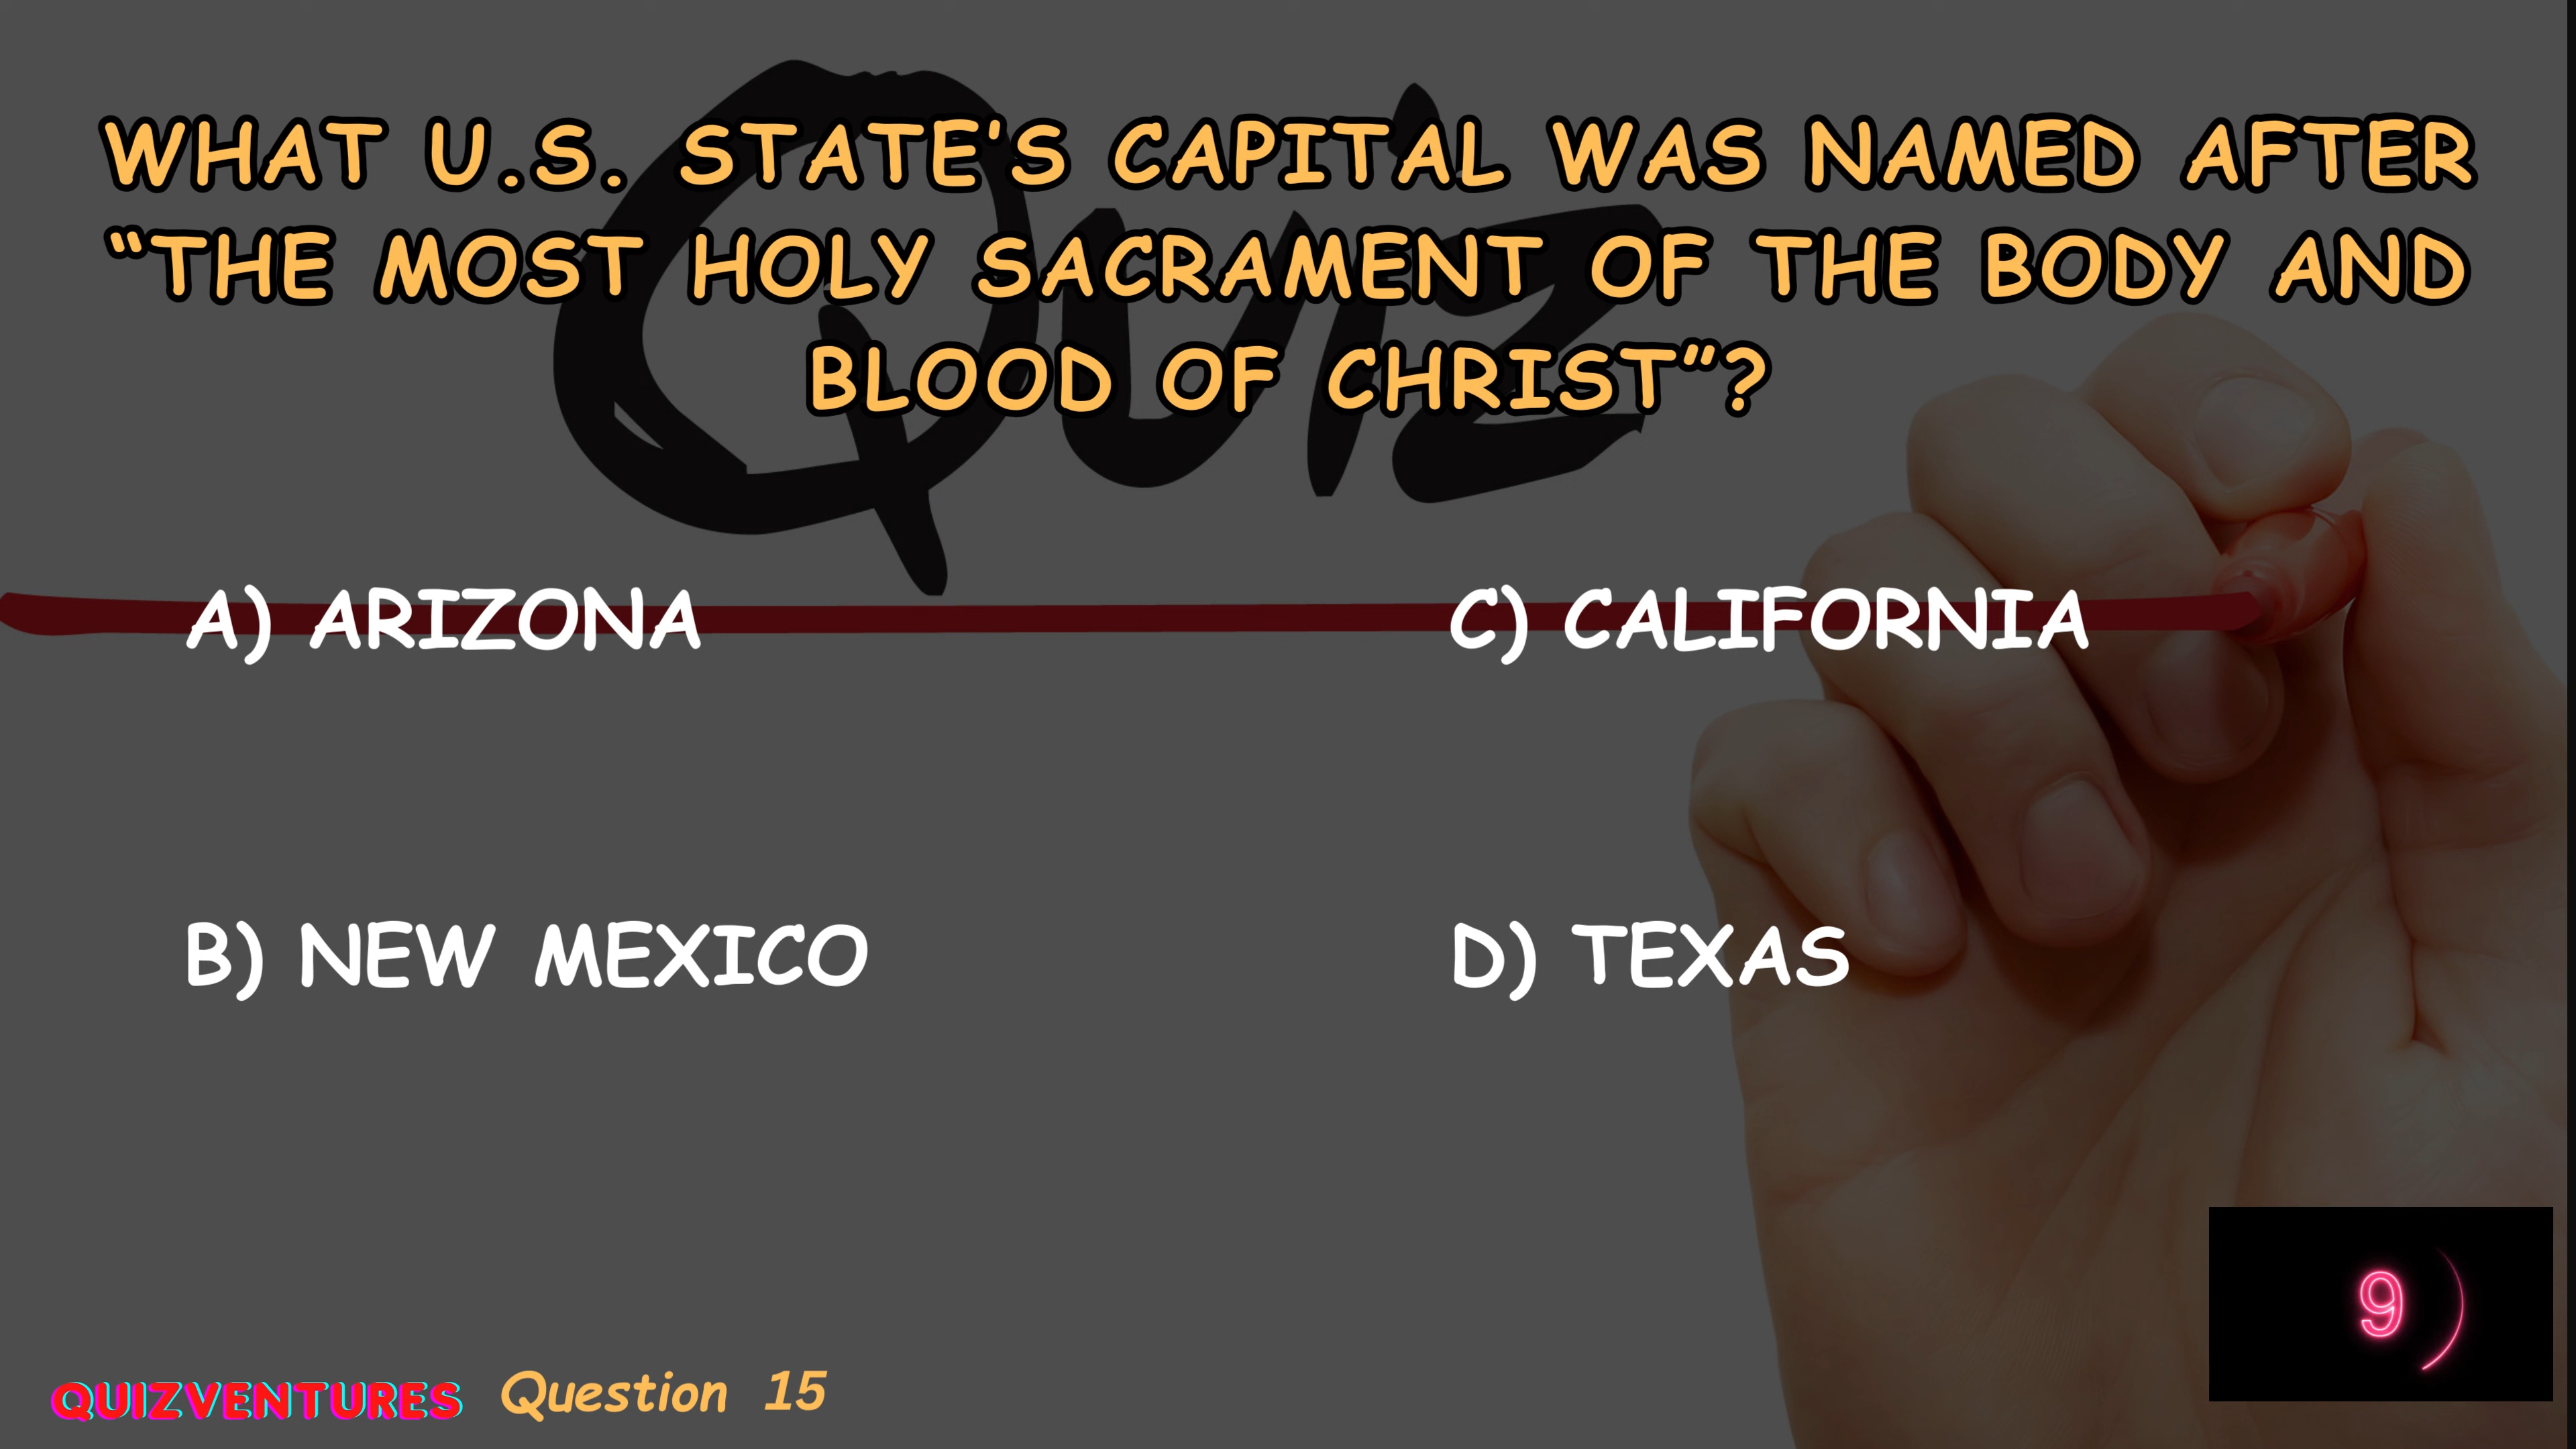 WHAT U.S. STATE'S CAPITAL WAS NAMED AFTER
“THE MOST HOLY SACRAMENT OF THE BODY AND
BLOOD OF CHRIST”?
Quiz
A) ARIZONA
C) CALIFORNIA
B) NEW MEXICO
D) TEXAS
9
QUIZVENTURES Question 15